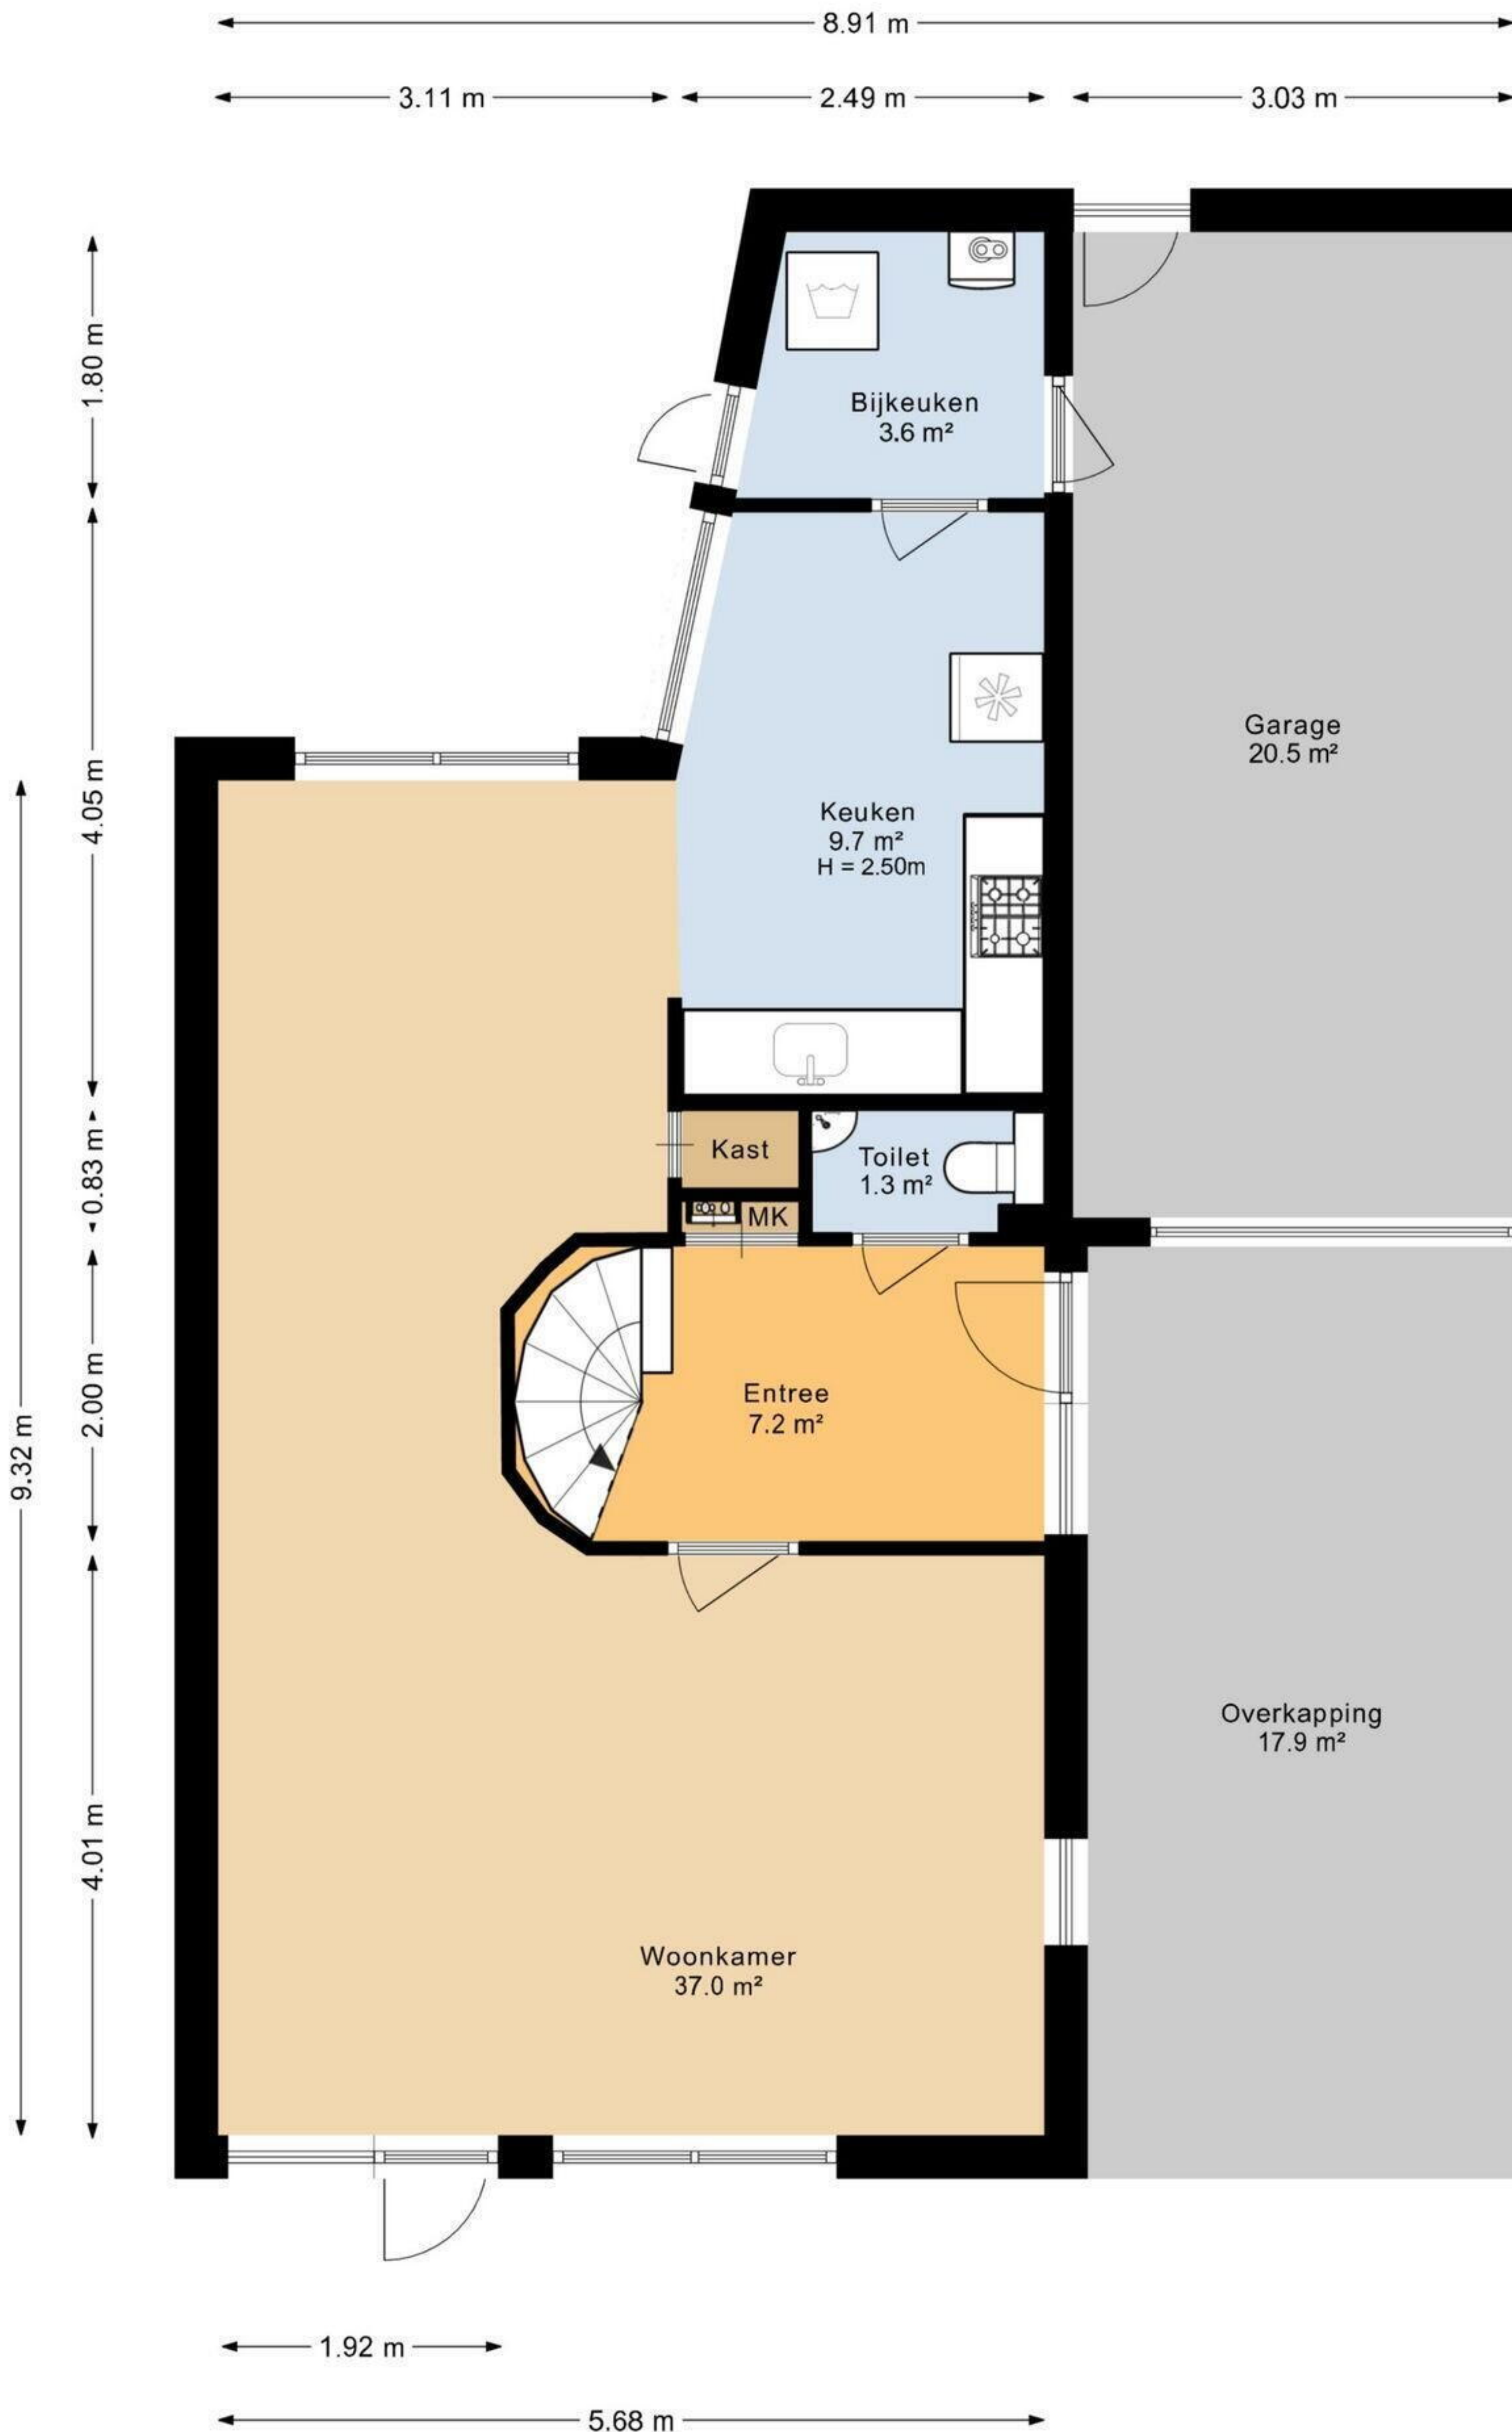 8.91 m
3.11 m
2.49 m
3.03 m
1.80 m
Bijkeuken
3.6 m²
4.05 m
Garage
20.5 m²
Keuken
9.7 m²
H = 2.50m
0.83 m
Kast
Toilet
1.3 m²
MK
2.00 m
Entree
7.2 m²
9.32 m
4.01 m
Overkapping
17.9 m²
Woonkamer
37.0 m²
1.92 m
5.68 m